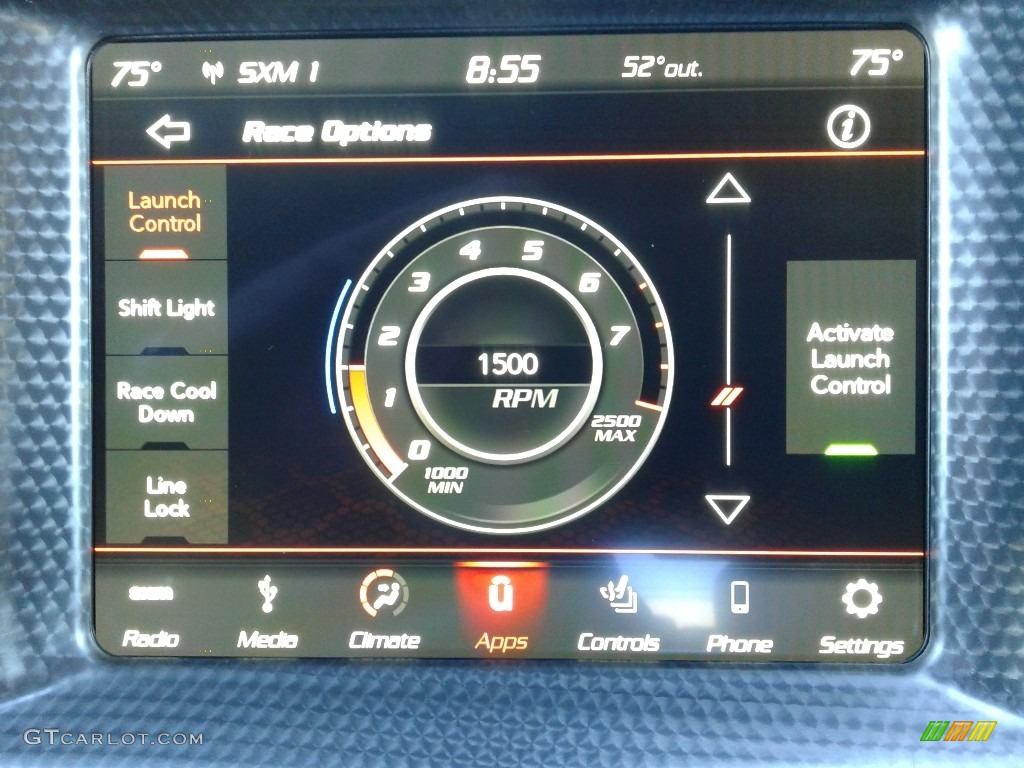 75° SXM 1 8:55 52°out. 75°
Race Options i
Launch
Control
Shift Light
Race Cool
Down
Line
Lock
0 1 2 3 4 5 6 7
1500
RPM
1000
MIN
2500
MAX
Activate
Launch
Control
Radio Media Climate Apps Controls Phone Settings
GTCARLOT.COM